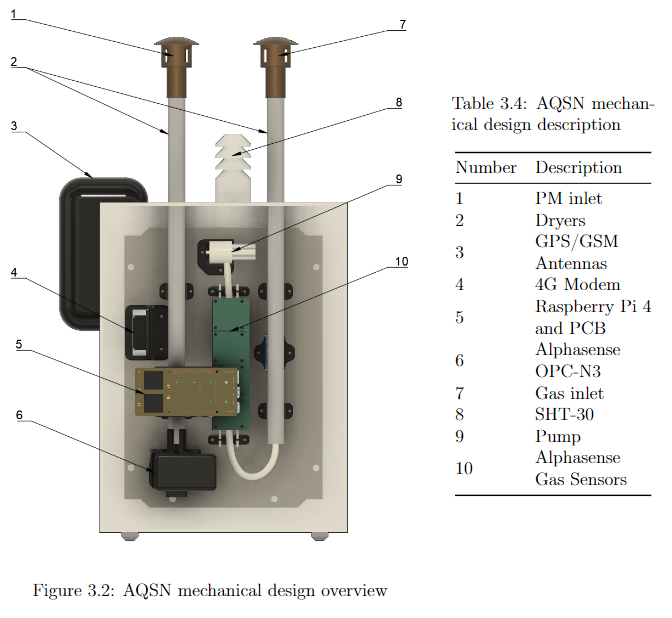 1
7
2
8
3
9
10
4
5
6
Table 3.4: AQSN mechan-
ical design description
Number Description
1 PM inlet
2 Dryers
3 GPS/GSM
Antennas
4 4G Modem
5 Raspberry Pi 4
and PCB
6 Alphasense
OPC-N3
7 Gas inlet
8 SHT-30
9 Pump
10 Alphasense
Gas Sensors
Figure 3.2: AQSN mechanical design overview